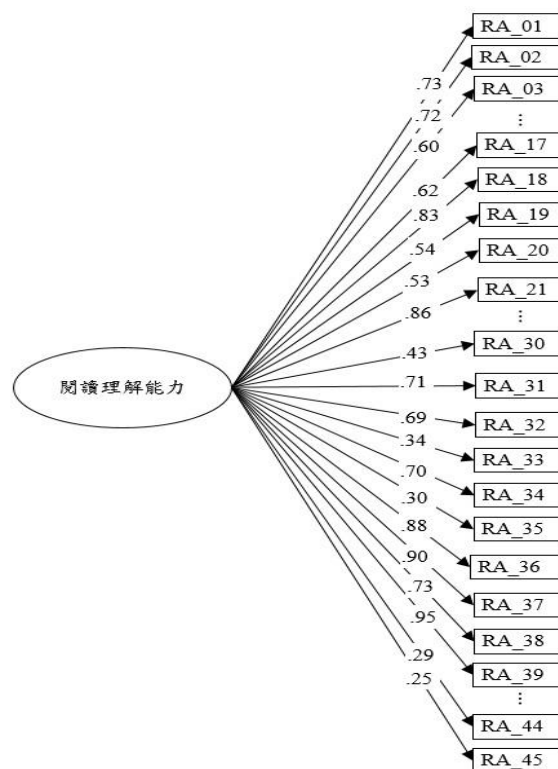 RA_01
RA_02
.73
RA_03
.72
⋮
.60
RA_17
RA_18
.62
.83
RA_19
.54
RA_20
.53
RA_21
.86
⋮
RA_30
.43
閱讀理解能力
RA_31
.71
RA_32
.69
.34
RA_33
.70
RA_34
.30
RA_35
.88
RA_36
.90
RA_37
.73
.95
RA_38
RA_39
.29
⋮
.25
RA_44
RA_45